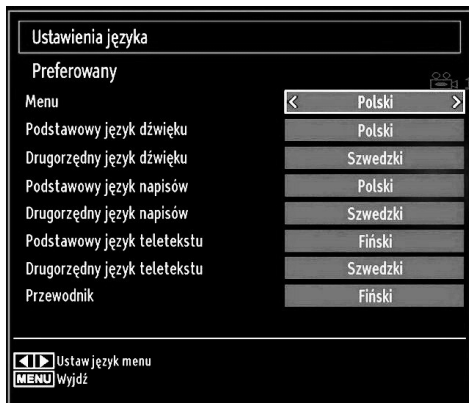 Ustawienia języka
Preferowany
Menu < Polski >
Podstawowy język dźwięku Polski
Drugorzędny język dźwięku Szwedzki
Podstawowy język napisów Polski
Drugorzędny język napisów Szwedzki
Podstawowy język teletekstu Fiński
Drugorzędny język teletekstu Szwedzki
Przewodnik Fiński
Ustaw język menu
MENU Wyjdź